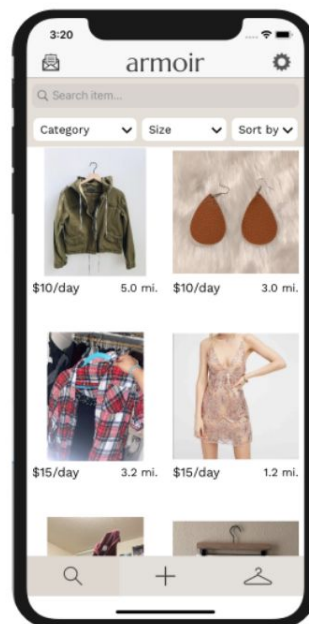 3:20
armoir
Search item...
Category Size Sort by
$10/day 5.0 mi. $10/day 3.0 mi.
$15/day 3.2 mi. $15/day 1.2 mi.